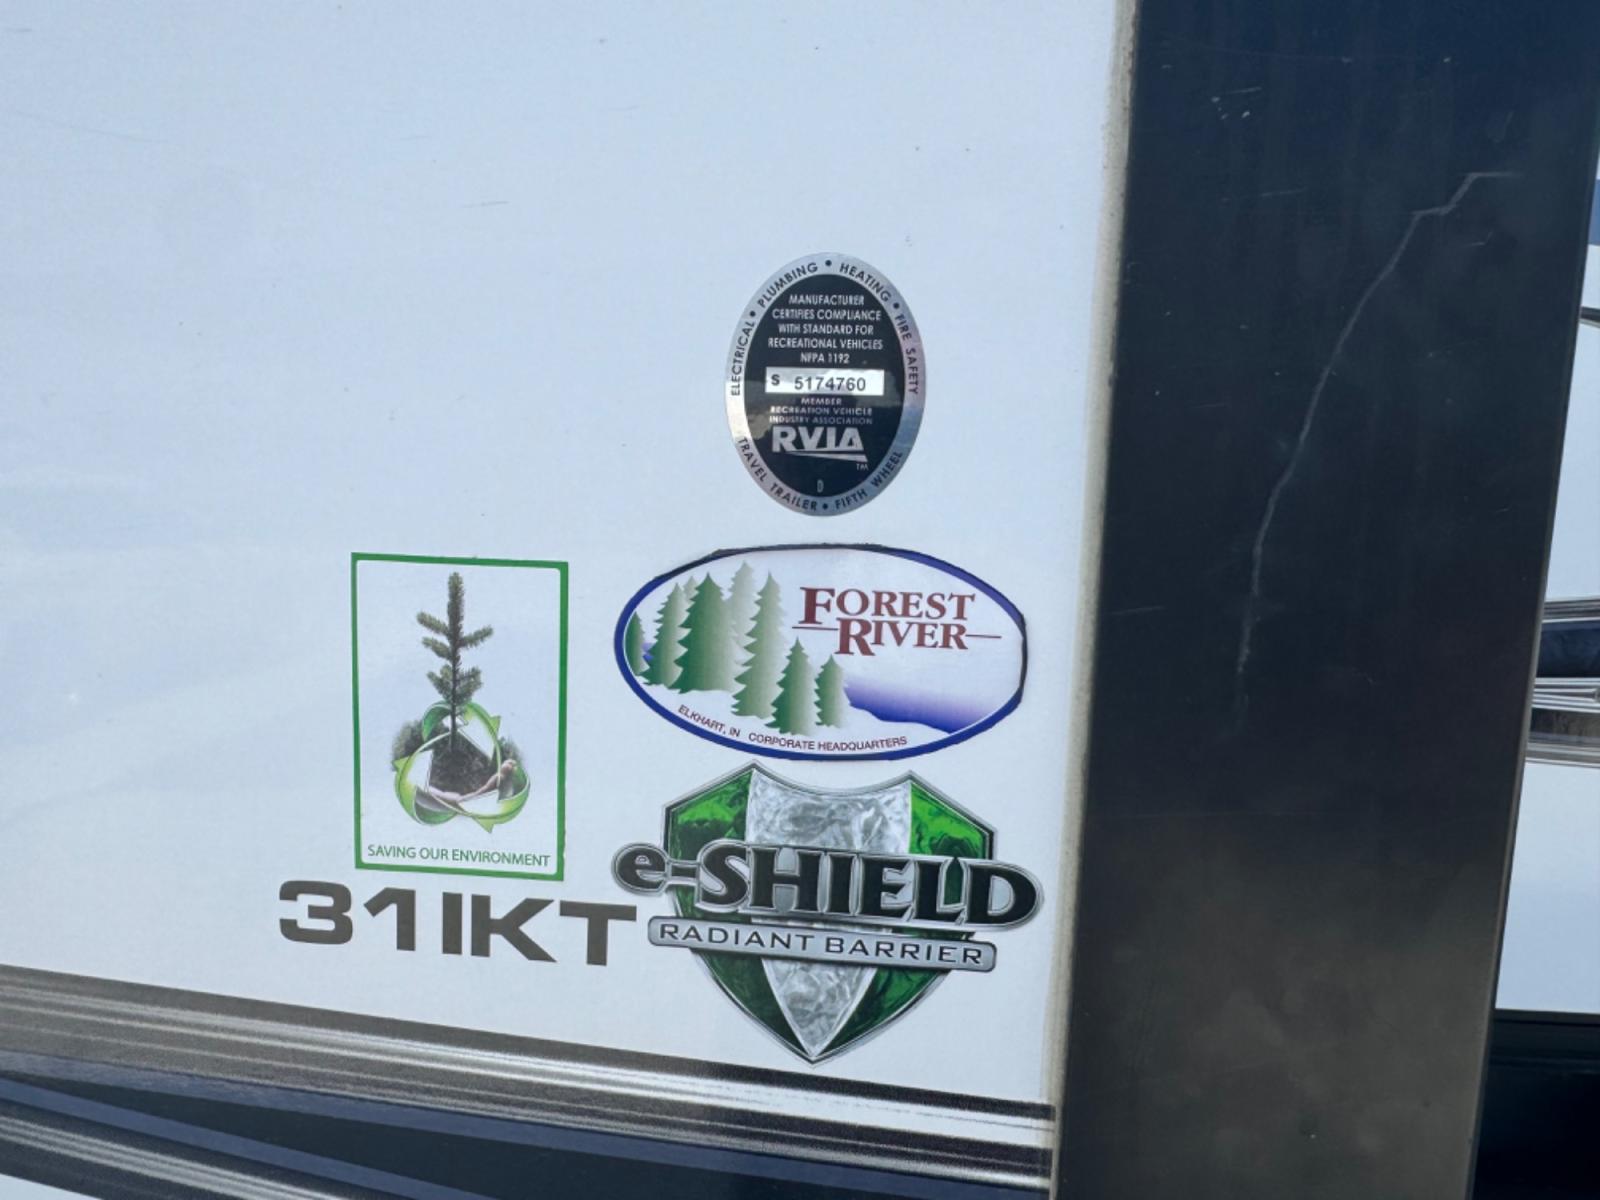 ELECTRICAL • PLUMBING • HEATING • FIRE SAFETY
MANUFACTURER
CERTIFIES COMPLIANCE
WITH STANDARD FOR
RECREATIONAL VEHICLES
NFPA 1192
S 5174760
MEMBER
RECREATION VEHICLE
INDUSTRY ASSOCIATION
RVIA
TM
D
TRAVEL TRAILER • FIFTH WHEEL
FOREST
RIVER
ELKHART, IN CORPORATE HEADQUARTERS
SAVING OUR ENVIRONMENT
31IKT
e-SHIELD
RADIANT BARRIER